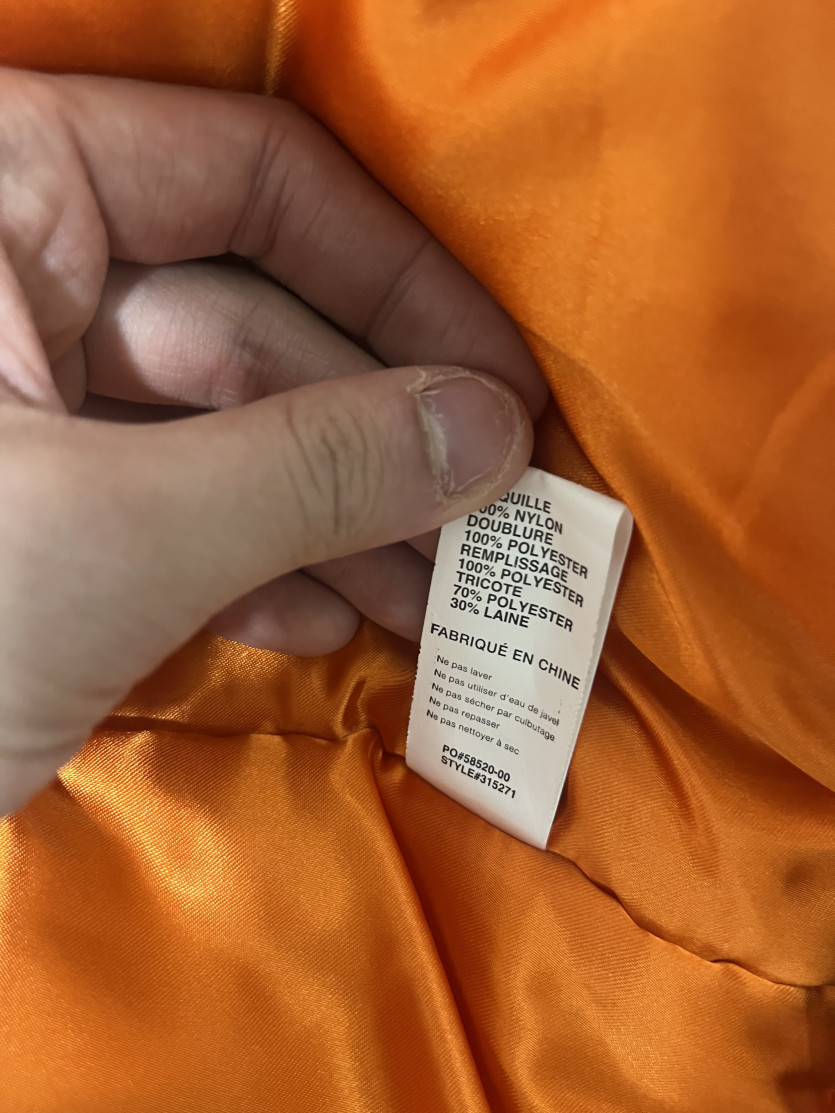 QUILLE
00% NYLON
DOUBLURE
100% POLYESTER
REMPLISSAGE
100% POLYESTER
TRICOTE
70% POLYESTER
30% LAINE
FABRIQUÉ EN CHINE
Ne pas laver
Ne pas utiliser d'eau de javel
Ne pas sécher par culbutage
Ne pas repasser
Ne pas nettoyer à sec
PO#58520-00
STYLE#315271